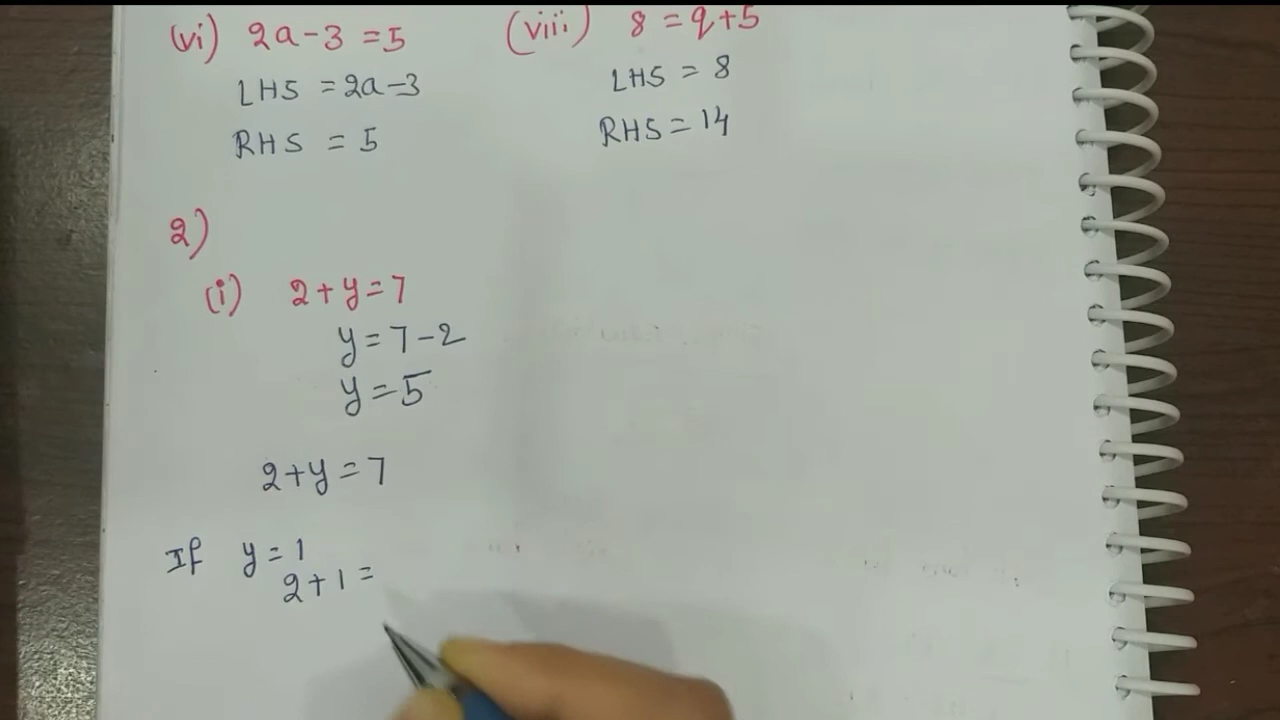 (vi) 2a-3 = 5
LHS = 2a-3
RHS = 5
(viii) 8 = q+5
LHS = 8
RHS = 14
2)
(i) 2+y=7
y=7-2
y=5
2+y=7
If y=1
2+1=